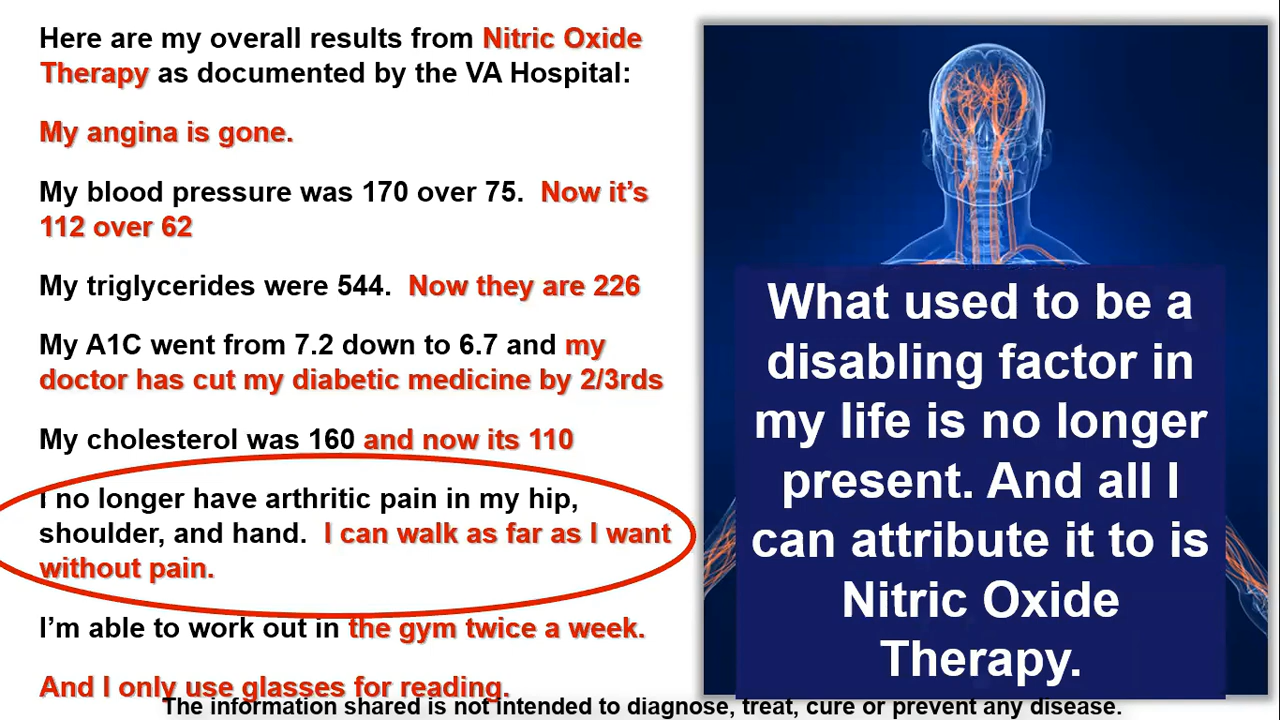 Here are my overall results from Nitric Oxide
Therapy as documented by the VA Hospital:
My angina is gone.
My blood pressure was 170 over 75. Now it's
112 over 62
My triglycerides were 544. Now they are 226
My A1C went from 7.2 down to 6.7 and my
doctor has cut my diabetic medicine by 2/3rds
My cholesterol was 160 and now its 110
I no longer have arthritic pain in my hip,
shoulder, and hand. I can walk as far as I want
without pain.
I'm able to work out in the gym twice a week.
And I only use glasses for reading.
What used to be a
disabling factor in
my life is no longer
present. And all I
can attribute it to is
Nitric Oxide
Therapy.
The information shared is not intended to diagnose, treat, cure or prevent any disease.